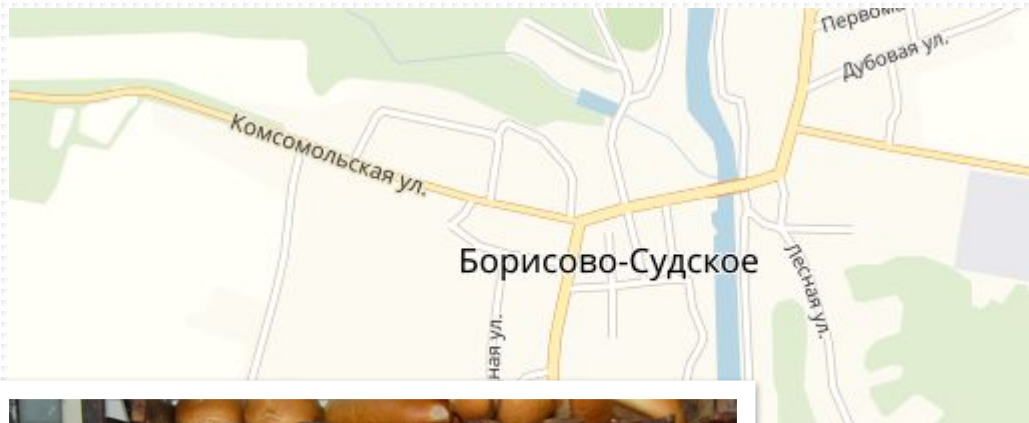 Дубовая ул.
Комсомольская ул.
Борисово-Судское
Лесная ул.